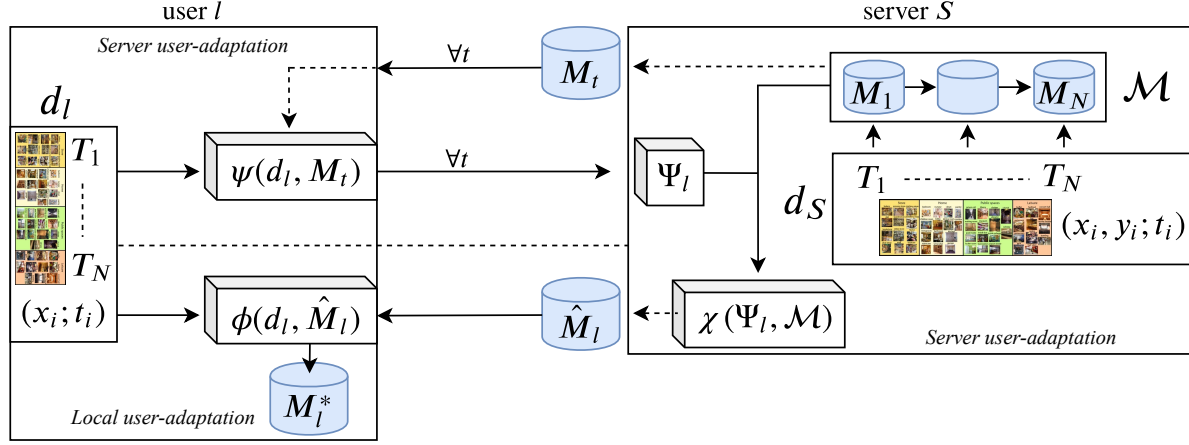 user l
server S
Server user-adaptation
∀t
M_t
M_1
M_N
ℳ
d_l
T_1
T_N
(x_i; t_i)
ψ(d_l, M_t)
∀t
Ψ_l
d_S
T_1
T_N
(x_i, y_i; t_i)
ϕ(d_l, M̂_l)
M̂_l
χ(Ψ_l, ℳ)
Server user-adaptation
M_l^*
Local user-adaptation